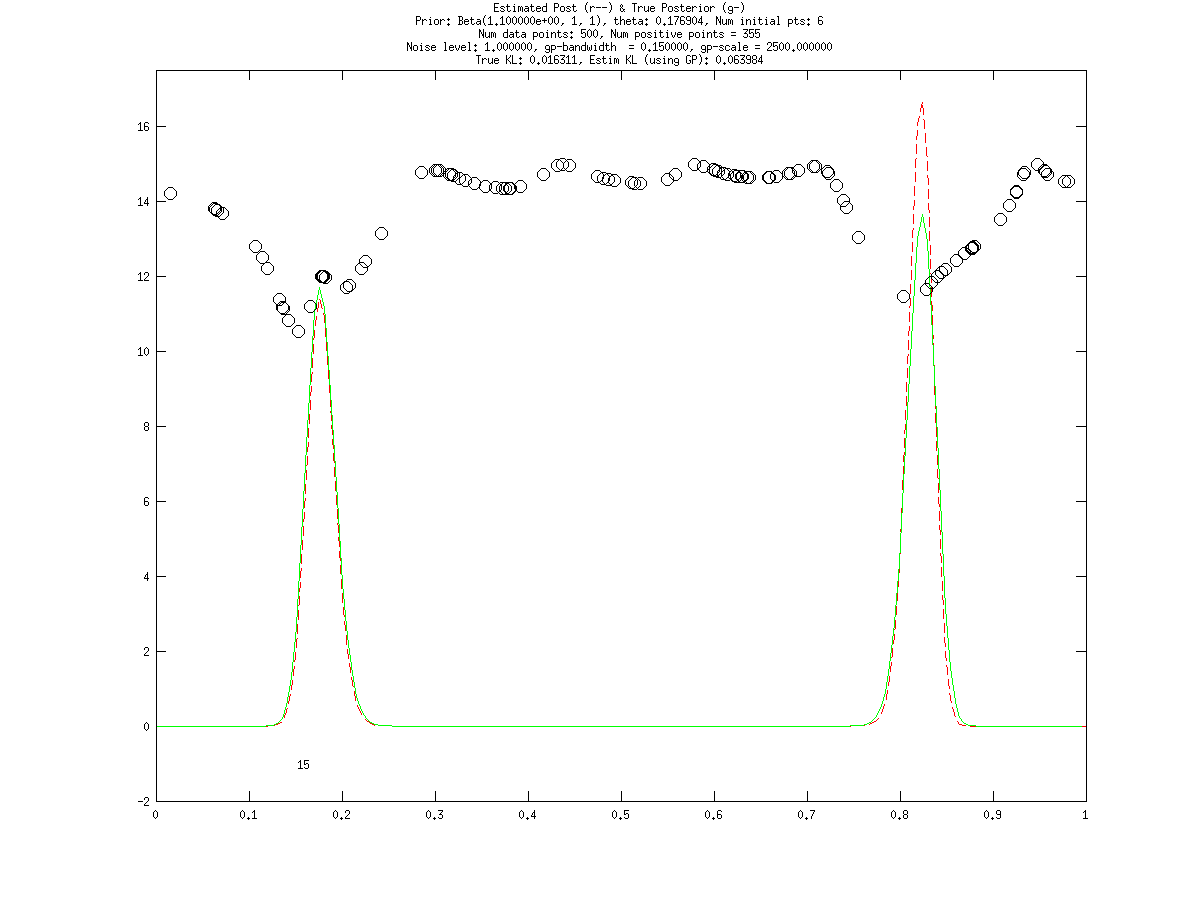 Estimated Post (r--) & True Posterior (g-)
Prior: Beta(1.100000e+00, 1, 1), theta: 0.176904, Num initial pts: 6
Num data points: 500, Num positive points = 355
Noise level: 1.000000, gp-bandwidth  = 0.150000, gp-scale = 2500.000000
True KL: 0.016311, Estim KL (using GP): 0.063984
16
14
12
10
8
6
4
2
0
15
-2
0 0.1 0.2 0.3 0.4 0.5 0.6 0.7 0.8 0.9 1